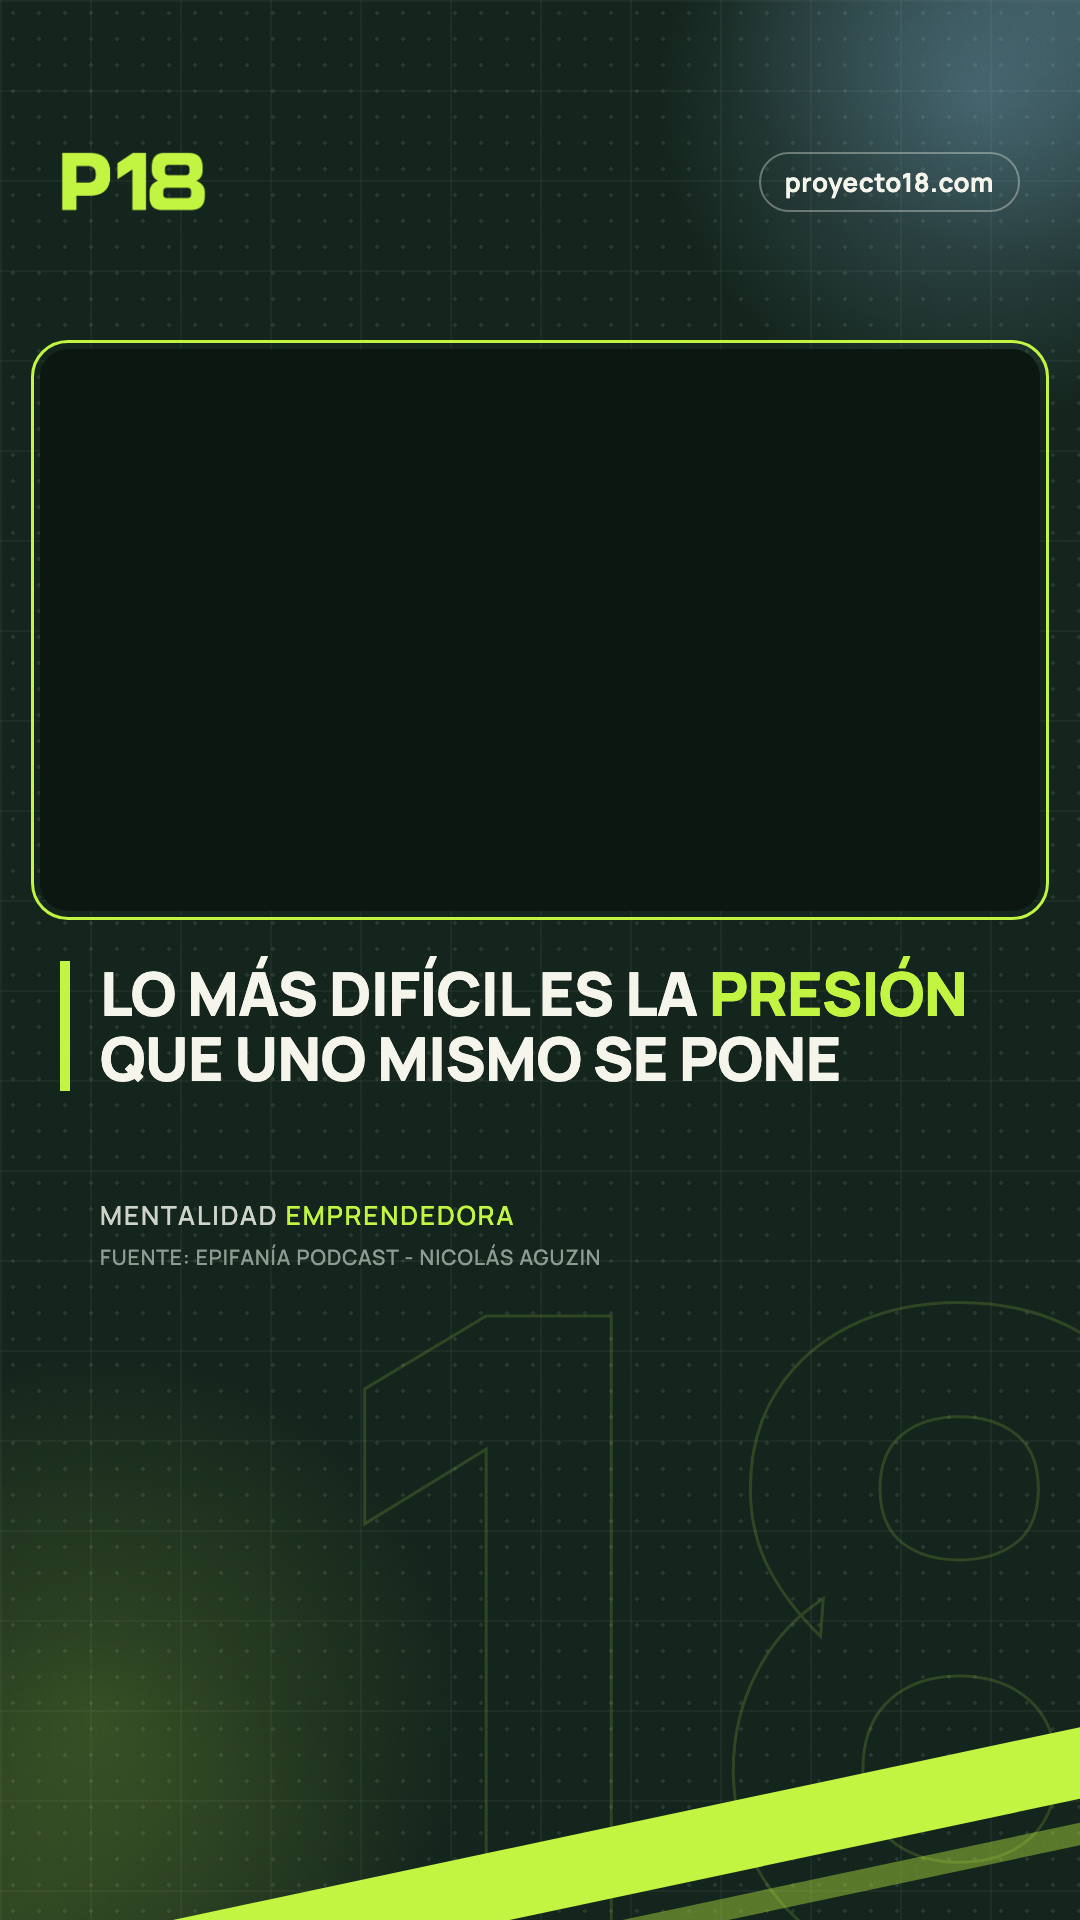 P18
proyecto18.com
LO MÁS DIFÍCIL ES LA PRESIÓN
QUE UNO MISMO SE PONE
MENTALIDAD EMPRENDEDORA
FUENTE: EPIFANÍA PODCAST - NICOLÁS AGUZIN
18